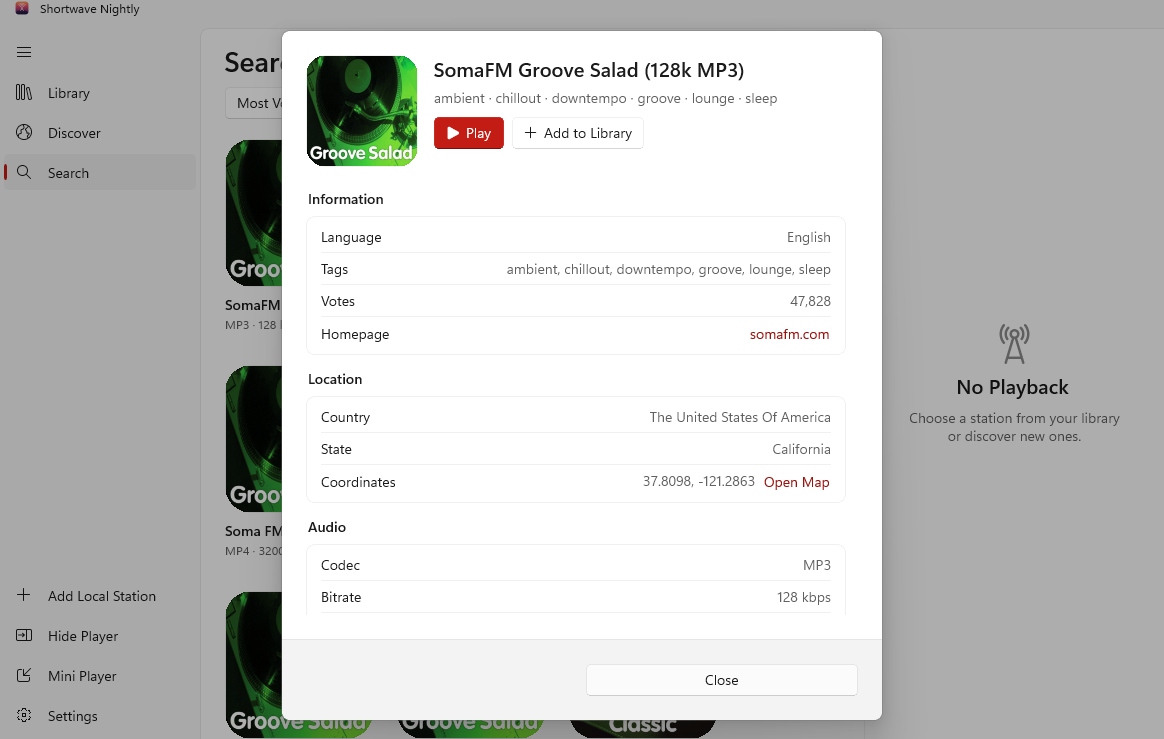 Shortwave Nightly
Library
Discover
Search
Add Local Station
Hide Player
Mini Player
Settings
Most
Groo
SomaFM
MP3 · 128
Groo
Soma FM
MP4 · 3200
Groove Salad
Groove Salad
Classic
Groove Salad
SomaFM Groove Salad (128k MP3)
ambient · chillout · downtempo · groove · lounge · sleep
Play
Add to Library
Information
Language English
Tags ambient, chillout, downtempo, groove, lounge, sleep
Votes 47,828
Homepage somafm.com
Location
Country The United States Of America
State California
Coordinates 37.8098, -121.2863 Open Map
Audio
Codec MP3
Bitrate 128 kbps
Close
No Playback
Choose a station from your library
or discover new ones.